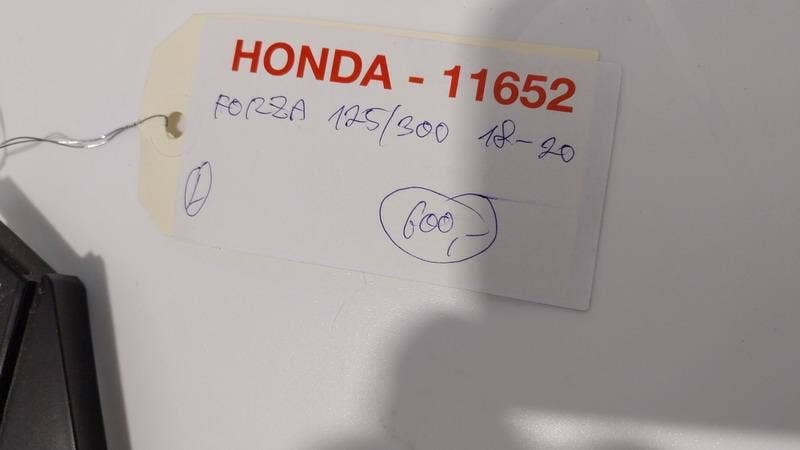 HONDA - 11652
FORZA 125/300 18-20
L
600,-